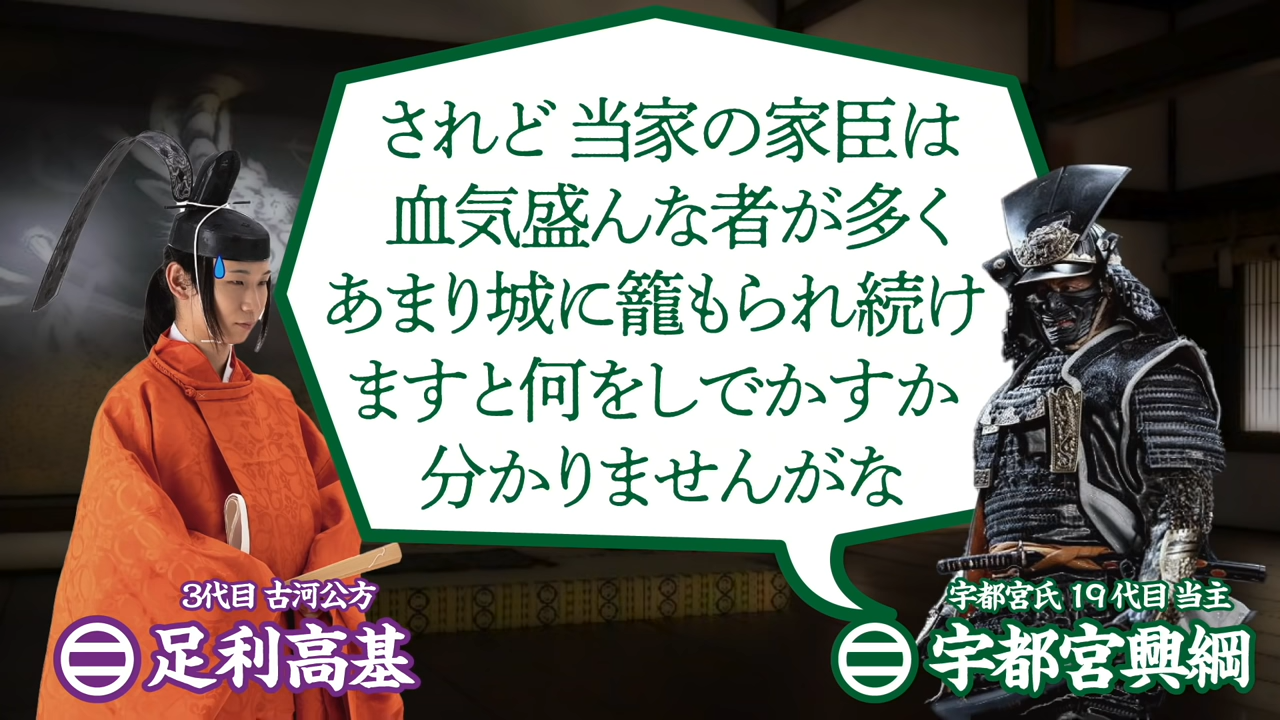 されど 当家の家臣は
血気盛んな者が多く
あまり城に籠もられ続け
ますと何をしでかすか
分かりませんがな
3代目 古河公方
足利高基
宇都宮氏 19代目 当主
宇都宮興綱